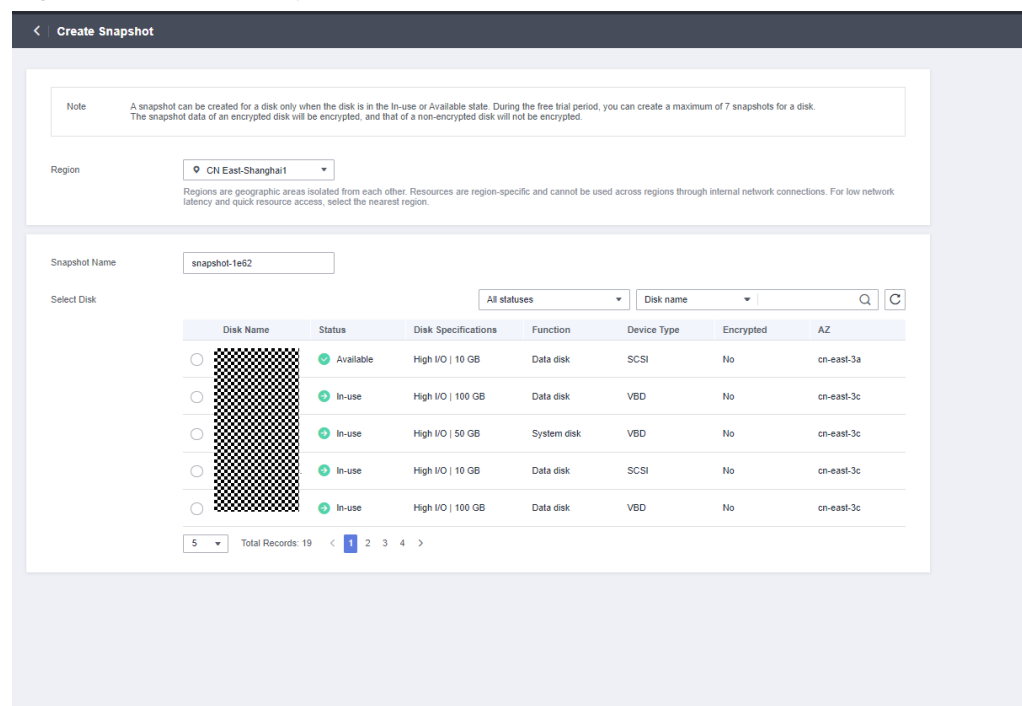 Create Snapshot
Note A snapshot can be created for a disk only when the disk is in the In-use or Available state. During the free trial period, you can create a maximum of 7 snapshots for a disk.
The snapshot data of an encrypted disk will be encrypted, and that of a non-encrypted disk will not be encrypted.
Region CN East-Shanghai1
Regions are geographic areas isolated from each other. Resources are region-specific and cannot be used across regions through internal network connections. For low network
latency and quick resource access, select the nearest region.
Snapshot Name snapshot-1e62
Select Disk All statuses Disk name
Disk Name Status Disk Specifications Function Device Type Encrypted AZ
Available High I/O | 10 GB Data disk SCSI No cn-east-3a
In-use High I/O | 100 GB Data disk VBD No cn-east-3c
In-use High I/O | 50 GB System disk VBD No cn-east-3c
In-use High I/O | 10 GB Data disk SCSI No cn-east-3c
In-use High I/O | 100 GB Data disk VBD No cn-east-3c
5 Total Records: 19 < 1 2 3 4 >